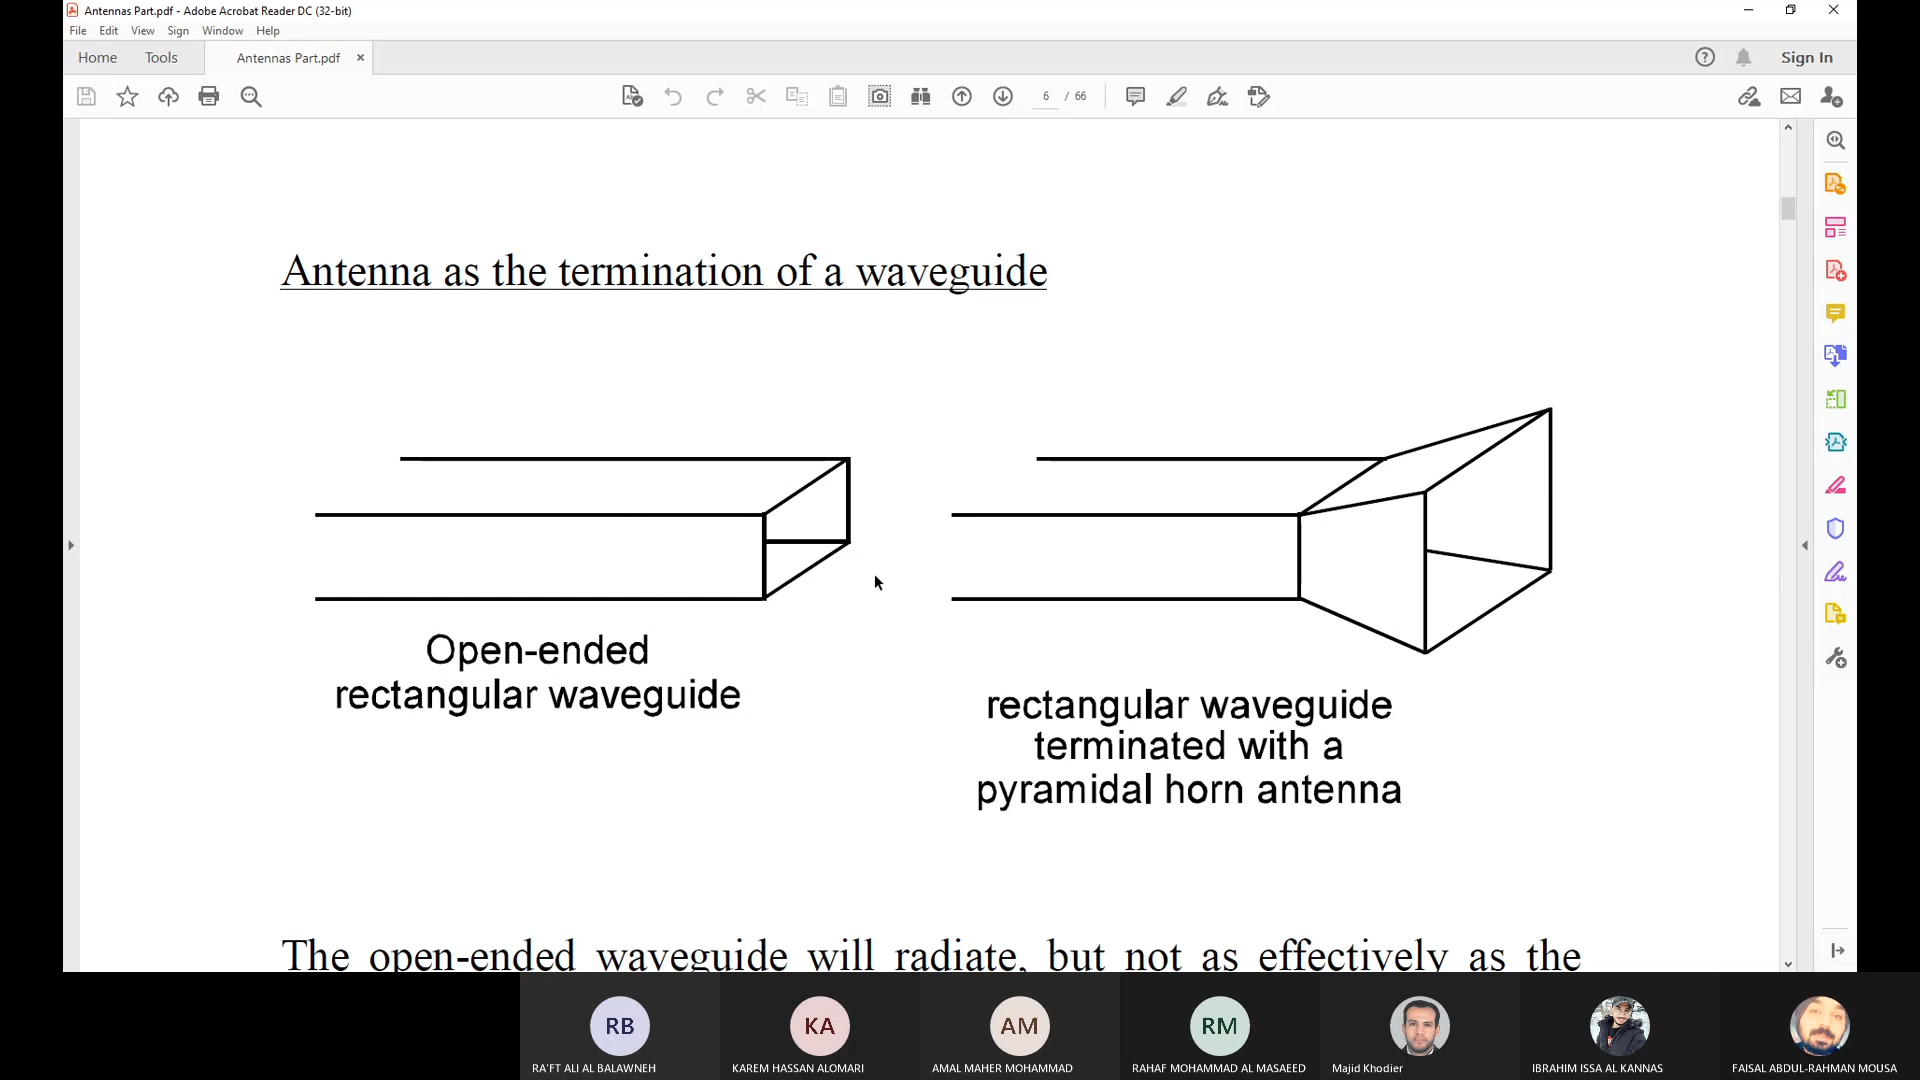 Antennas Part.pdf - Adobe Acrobat Reader DC (32-bit)
File Edit View Sign Window Help
Home Tools Antennas Part.pdf × Sign In
6 / 66
Antenna as the termination of a waveguide
Open-ended
rectangular waveguide
rectangular waveguide
terminated with a
pyramidal horn antenna
The open-ended waveguide will radiate, but not as effectively as the
RB KA AM RM
RA'FT ALI AL BALAWNEH KAREM HASSAN ALOMARI AMAL MAHER MOHAMMAD RAHAF MOHAMMAD AL MASAEED Majid Khodier IBRAHIM ISSA AL KANNAS FAISAL ABDUL-RAHMAN MOUSA